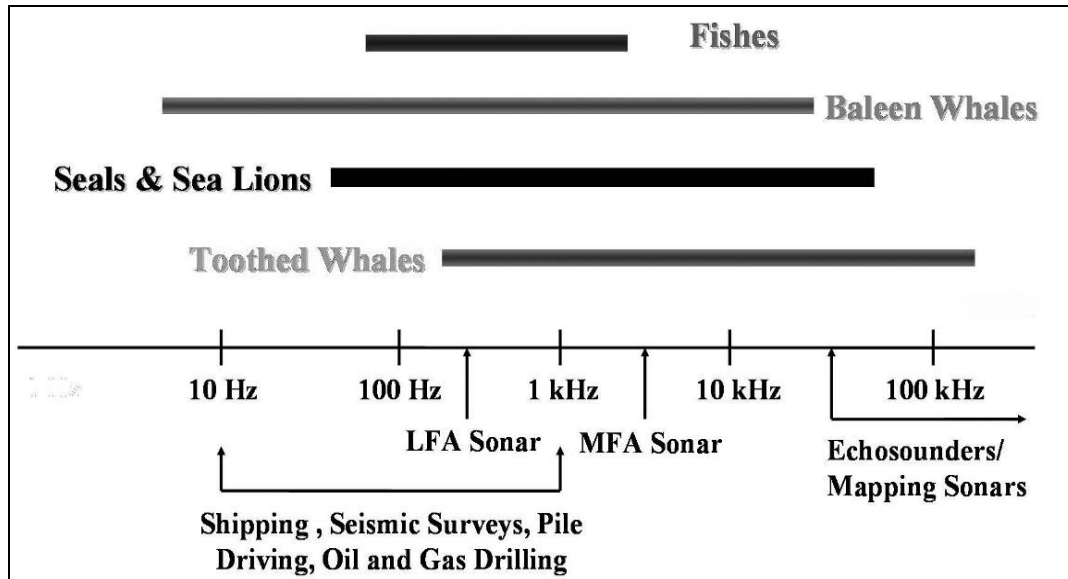 Fishes
Baleen Whales
Seals & Sea Lions
Toothed Whales
10 Hz 100 Hz 1 kHz 10 kHz 100 kHz
LFA Sonar MFA Sonar Echosounders/
Mapping Sonars
Shipping , Seismic Surveys, Pile
Driving, Oil and Gas Drilling